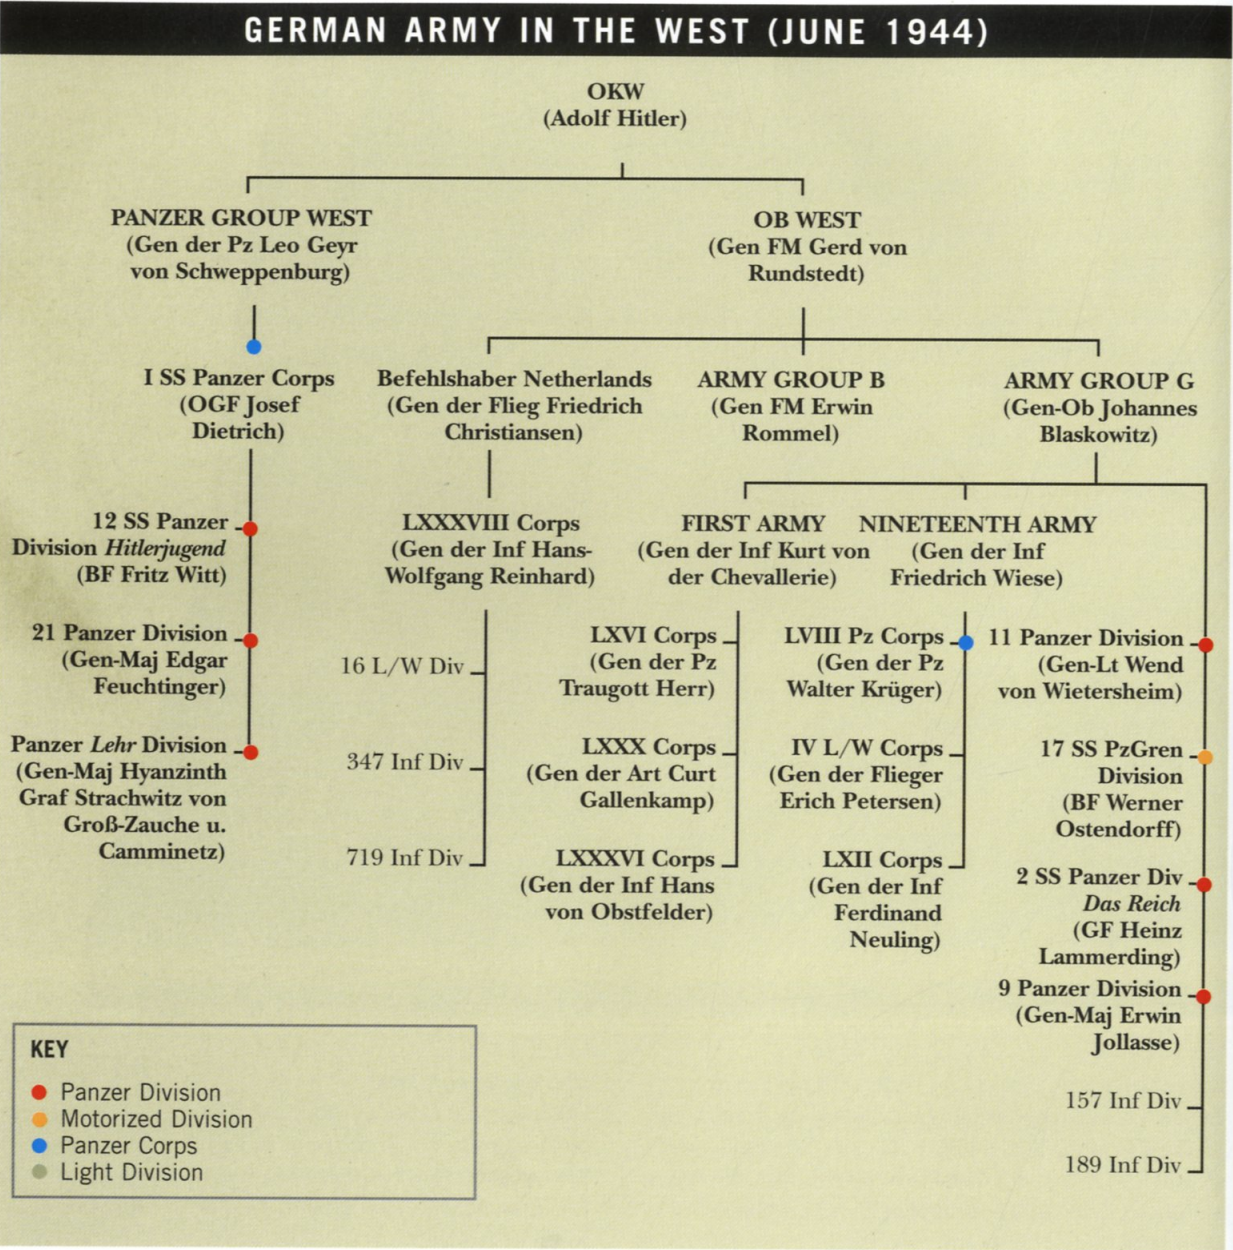 GERMAN ARMY IN THE WEST (JUNE 1944)
OKW
(Adolf Hitler)
PANZER GROUP WEST
(Gen der Pz Leo Geyr
von Schweppenburg)
OB WEST
(Gen FM Gerd von
Rundstedt)
I SS Panzer Corps
(OGF Josef
Dietrich)
Befehlshaber Netherlands
(Gen der Flieg Friedrich
Christiansen)
ARMY GROUP B
(Gen FM Erwin
Rommel)
ARMY GROUP G
(Gen-Ob Johannes
Blaskowitz)
12 SS Panzer
Division Hitlerjugend
(BF Fritz Witt)
21 Panzer Division
(Gen-Maj Edgar
Feuchtinger)
Panzer Lehr Division
(Gen-Maj Hyanzinth
Graf Strachwitz von
Groß-Zauche u.
Camminetz)
LXXXVIII Corps
(Gen der Inf Hans-
Wolfgang Reinhard)
16 L/W Div
347 Inf Div
719 Inf Div
FIRST ARMY
(Gen der Inf Kurt von
der Chevallerie)
LXVI Corps
(Gen der Pz
Traugott Herr)
LXXX Corps
(Gen der Art Curt
Gallenkamp)
LXXXVI Corps
(Gen der Inf Hans
von Obstfelder)
NINETEENTH ARMY
(Gen der Inf
Friedrich Wiese)
LVIII Pz Corps
(Gen der Pz
Walter Krüger)
IV L/W Corps
(Gen der Flieger
Erich Petersen)
LXII Corps
(Gen der Inf
Ferdinand
Neuling)
11 Panzer Division
(Gen-Lt Wend
von Wietersheim)
17 SS PzGren
Division
(BF Werner
Ostendorff)
2 SS Panzer Div
Das Reich
(GF Heinz
Lammerding)
9 Panzer Division
(Gen-Maj Erwin
Jollasse)
157 Inf Div
189 Inf Div
KEY
Panzer Division
Motorized Division
Panzer Corps
Light Division